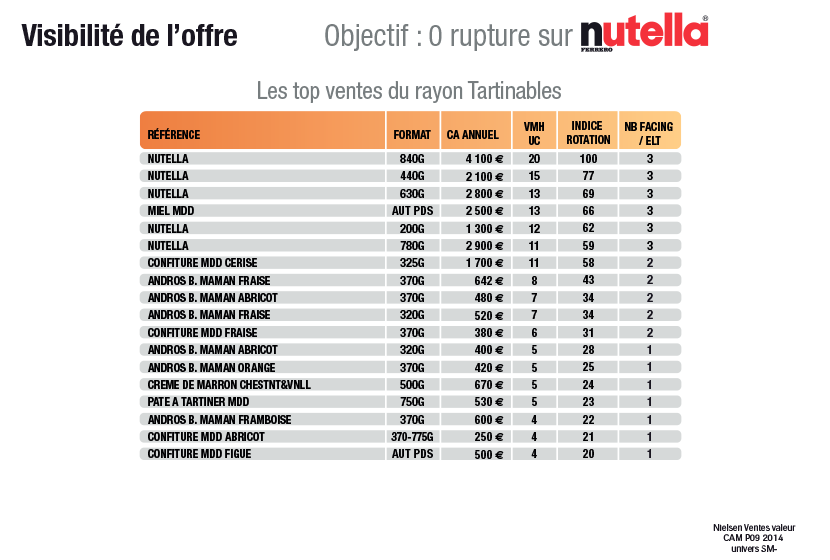 Visibilité de l'offre
Objectif : 0 rupture sur nutella®
FERRERO
Les top ventes du rayon Tartinables
RÉFÉRENCE FORMAT CA ANNUEL VMH UC INDICE ROTATION NB FACING / ELT
NUTELLA 840G 4 100 € 20 100 3
NUTELLA 440G 2 100 € 15 77 3
NUTELLA 630G 2 800 € 13 69 3
MIEL MDD AUT PDS 2 500 € 13 66 3
NUTELLA 200G 1 300 € 12 62 3
NUTELLA 780G 2 900 € 11 59 3
CONFITURE MDD CERISE 325G 1 700 € 11 58 2
ANDROS B. MAMAN FRAISE 370G 642 € 8 43 2
ANDROS B. MAMAN ABRICOT 370G 480 € 7 34 2
ANDROS B. MAMAN FRAISE 320G 520 € 7 34 2
CONFITURE MDD FRAISE 370G 380 € 6 31 2
ANDROS B. MAMAN ABRICOT 320G 400 € 5 28 1
ANDROS B. MAMAN ORANGE 370G 420 € 5 25 1
CREME DE MARRON CHESTNT&VNLL 500G 670 € 5 24 1
PATE A TARTINER MDD 750G 530 € 5 23 1
ANDROS B. MAMAN FRAMBOISE 370G 600 € 4 22 1
CONFITURE MDD ABRICOT 370-775G 250 € 4 21 1
CONFITURE MDD FIGUE AUT PDS 500 € 4 20 1
Nielsen Ventes valeur
CAM P09 2014
univers SM-